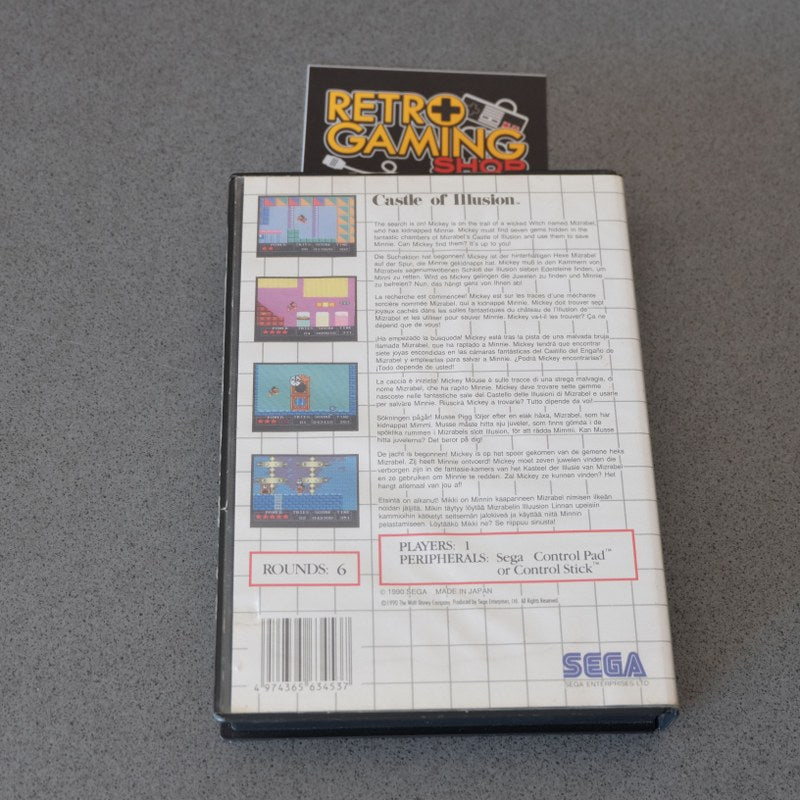 RETRO
GAMING
SHOP
Castle of Illusion™
The search is on! Mickey is on the trail of a wicked Witch named Mizrabel,
who has kidnapped Minnie. Mickey must find seven gems hidden in the
fantastic chambers of Mizrabel's Castle of Illusion and use them to save
Minnie. Can Mickey find them? It's up to you!
Die Suchaktion hat begonnen! Mickey ist der hinterhältigen Hexe Mizrabel
auf der Spur, die Minnie gekidnappt hat. Mickey muß in den Kammern von
Mizrabels sagenumwobenen Schloß der Illusion sieben Edelsteine finden, um
Minni zu retten. Wird es Mickey gelingen die Juwelen zu finden und Minnie
zu befreien? Nun, das hängt ganz von Ihnen ab!
La recherche est commencée! Mickey est sur les traces d'une méchante
sorcière nommée Mizrabel, qui a kidnappé Minnie. Mickey doit trouver sept
joyaux cachés dans les salles fantastiques du château de l'Illusion de
Mizrabel et les utiliser pour sauver Minnie. Mickey va-t-il les trouver? Ça ne
dépend que de vous!
¡Ha empezado la búsqueda! Mickey está tras la pista de una malvada bruja
llamada Mizrabel, que ha raptado a Minnie. Mickey tendrá que encontrar
siete joyas escondidas en las cámaras fantásticas del Castillo del Engaño de
Mizrabel y emplearlas para salvar a Minnie. ¿Podrá Mickey encontrarlas?
¡Todo depende de usted!
La caccia è iniziata! Mickey Mouse è sulle tracce di una strega malvagia, di
nome Mizrabel, che ha rapito Minnie. Mickey deve trovare sette gemme
nascoste nelle fantastiche sale del Castello delle Illusioni di Mizrabel e usarle
per salvare Minnie. Riuscirà Mickey a trovarle? Tutto dipende da voi!
Sökningen pågår! Musse Pigg följer efter en elak häxa, Mizrabel, som har
kidnappat Mimmi. Musse måste hitta sju juveler, som finns gömda i de
spöklika rummen i Mizrabels slott Illusion, för att rädda Mimmi. Kan Musse
hitta juvelerna? Det beror på dig!
De jacht is begonnen! Mickey is op het spoor gekomen van de gemene heks
Mizrabel. Zij heeft Minnie ontvoerd! Mickey moet zeven juwelen vinden die
verborgen zijn in de fantasie-kamers van het Kasteel der Illusie van Mizrabel
en ze gebruiken om Minnie te redden. Zal Mickey ze kunnen vinden? Het
hangt allemaal van jou af!
Etsintä on alkanut! Mikki on Minnin kaapanneen Mizrabel nimisen ilkeän
noidan jäljitä. Mikin täytyy löytää Mizrabelin Illuusion Linnan upeisiin
kammioihin kätketyt seitsemän jalokiveä ja käyttää niitä Minnin
pelastamiseen. Löytääkö Mikki ne? Se riippuu sinusta!
POWER TRIES SCORE TIME
POWER TRIES SCORE TIME
POWER TRIES SCORE TIME
POWER TRIES SCORE TIME
ROUNDS: 6
PLAYERS: 1
PERIPHERALS: Sega Control Pad™
or Control Stick™
© 1990 SEGA MADE IN JAPAN
©1990 The Walt Disney Company. Produced by Sega Enterprises, Ltd. All Rights Reserved.
4 974365 634537
SEGA
SEGA ENTERPRISES LTD